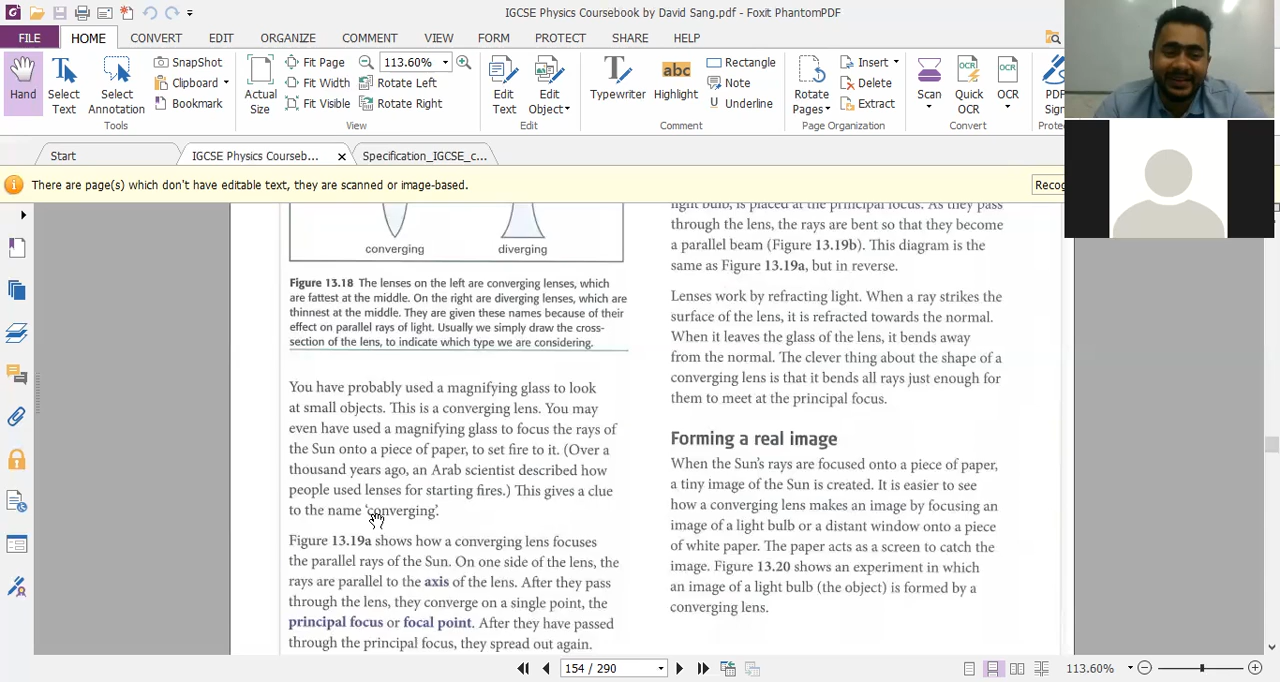 IGCSE Physics Coursebook by David Sang.pdf - Foxit PhantomPDF
FILE HOME CONVERT EDIT ORGANIZE COMMENT VIEW FORM PROTECT SHARE HELP
Hand
Select Text
Select Annotation
SnapShot
Clipboard
Bookmark
Tools
Actual Size
Fit Page
Fit Width
Fit Visible
113.60%
Rotate Left
Rotate Right
View
Edit Text
Edit Object
Edit
Typewriter
Highlight
Rectangle
Note
Underline
Comment
Rotate Pages
Insert
Delete
Extract
Page Organization
Scan
Quick OCR
OCR
Convert
PDF
Sign
Start
IGCSE Physics Courseb...
Specification_IGCSE_c...
There are page(s) which don't have editable text, they are scanned or image-based.
Recog
converging diverging
Figure 13.18 The lenses on the left are converging lenses, which
are fattest at the middle. On the right are diverging lenses, which are
thinnest at the middle. They are given these names because of their
effect on parallel rays of light. Usually we simply draw the cross-
section of the lens, to indicate which type we are considering.
You have probably used a magnifying glass to look
at small objects. This is a converging lens. You may
even have used a magnifying glass to focus the rays of
the Sun onto a piece of paper, to set fire to it. (Over a
thousand years ago, an Arab scientist described how
people used lenses for starting fires.) This gives a clue
to the name ‘converging’.
Figure 13.19a shows how a converging lens focuses
the parallel rays of the Sun. On one side of the lens, the
rays are parallel to the axis of the lens. After they pass
through the lens, they converge on a single point, the
principal focus or focal point. After they have passed
through the principal focus, they spread out again.
light bulb, is placed at the principal focus. As they pass
through the lens, the rays are bent so that they become
a parallel beam (Figure 13.19b). This diagram is the
same as Figure 13.19a, but in reverse.
Lenses work by refracting light. When a ray strikes the
surface of the lens, it is refracted towards the normal.
When it leaves the glass of the lens, it bends away
from the normal. The clever thing about the shape of a
converging lens is that it bends all rays just enough for
them to meet at the principal focus.
Forming a real image
When the Sun’s rays are focused onto a piece of paper,
a tiny image of the Sun is created. It is easier to see
how a converging lens makes an image by focusing an
image of a light bulb or a distant window onto a piece
of white paper. The paper acts as a screen to catch the
image. Figure 13.20 shows an experiment in which
an image of a light bulb (the object) is formed by a
converging lens.
154 / 290
113.60%